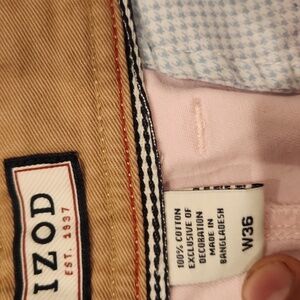 IZOD
EST. 1937
100% COTTON
EXCLUSIVE OF
DECORATION
MADE IN
BANGLADESH
W36